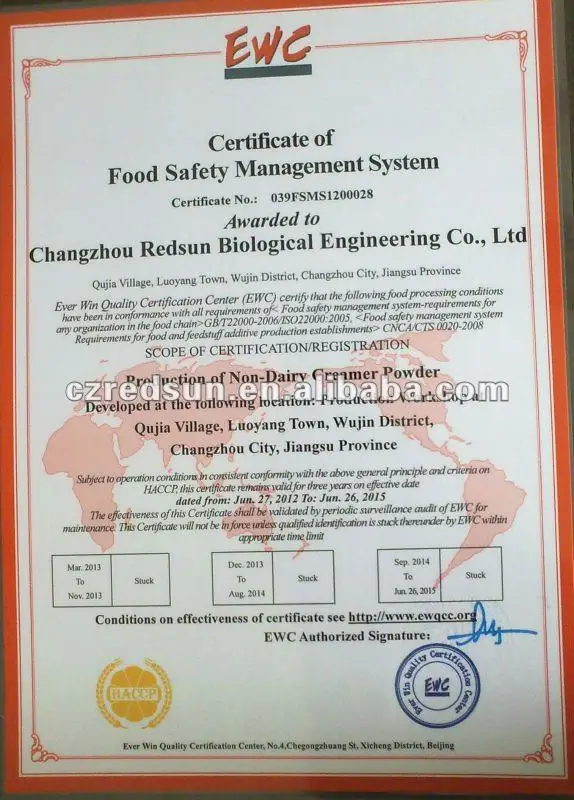 EWC
Certificate of
Food Safety Management System
Certificate No.: 039FSMS1200028
Awarded to
Changzhou Redsun Biological Engineering Co., Ltd
Qujia Village, Luoyang Town, Wujin District, Changzhou City, Jiangsu Province
Ever Win Quality Certification Center (EWC) certify that the following food processing conditions
have been in conformance with all requirements of< Food safety management system-requirements for
any organization in the food chain>GB/T22000-2006/ISO22000:2005, <Food safety management system
Requirements for food and feedstuff additive production establishments> CNCA/CTS 0020-2008
SCOPE OF CERTIFICATION/REGISTRATION
Production of Non-Dairy Creamer Powder
czredsun.en.alibaba.com
Developed at the following location: Production Workshop at
Qujia Village, Luoyang Town, Wujin District,
Changzhou City, Jiangsu Province
Subject to operation conditions in consistent conformity with the above general principle and criteria on
HACCP, this certificate remains valid for three years on effective date
dated from: Jun. 27, 2012 To: Jun. 26, 2015
The effectiveness of this Certificate shall be validated by periodic surveillance audit of EWC for
maintenance. This Certificate will not be in force unless qualified identification is stuck thereunder by EWC within
appropriate time limit
Mar. 2013
To
Nov. 2013
Stuck
Dec. 2013
To
Aug. 2014
Stuck
Sep. 2014
To
Jun. 26, 2015
Stuck
Conditions on effectiveness of certificate see http://www.ewqcc.org
EWC Authorized Signature:
HACCP
Ever Win Quality Certification Center
EWC
Ever Win Quality Certification Center, No.4,Chegongzhuang St, Xicheng District, Beijing